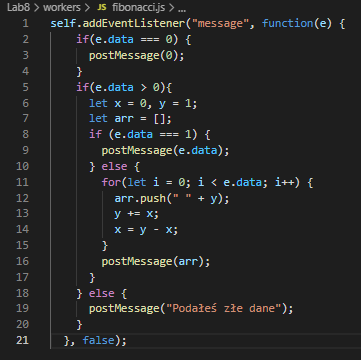 Lab8 > workers > JS fibonacci.js > ...
1 self.addEventListener("message", function(e) {
2     if(e.data === 0) {
3       postMessage(0);
4     }
5     if(e.data > 0){
6       let x = 0, y = 1;
7       let arr = [];
8       if (e.data === 1) {
9         postMessage(e.data);
10       } else {
11         for(let i = 0; i < e.data; i++) {
12           arr.push(" " + y);
13           y += x;
14           x = y - x;
15         }
16         postMessage(arr);
17       }
18     } else {
19       postMessage("Podałeś złe dane");
20     }
21   }, false);